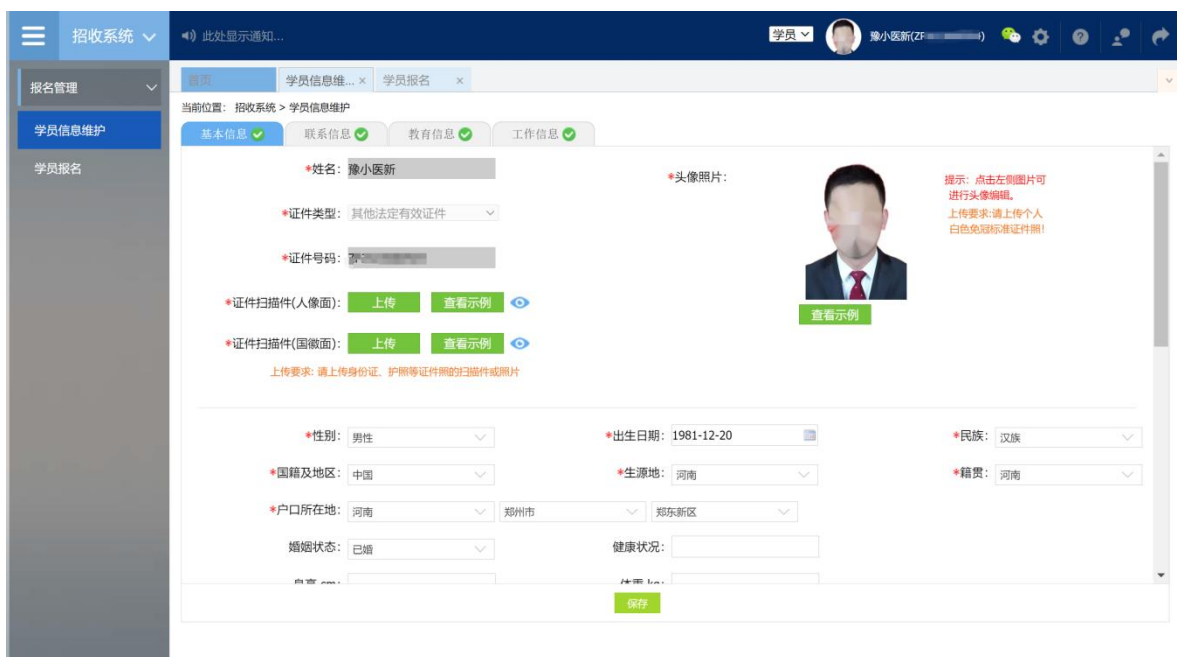 招收系统
此处显示通知...
学员
豫小医新(ZF
报名管理
学员信息维护
学员报名
首页
学员信息维... ×
学员报名 ×
当前位置： 招收系统 > 学员信息维护
基本信息
联系信息
教育信息
工作信息
*姓名： 豫小医新
*头像照片：
提示：点击左侧图片可
进行头像编辑。
上传要求:请上传个人
白色免冠标准证件照!
*证件类型： 其他法定有效证件
*证件号码：
*证件扫描件(人像面)： 上传 查看示例
查看示例
*证件扫描件(国徽面)： 上传 查看示例
上传要求: 请上传身份证、护照等证件照的扫描件或照片
*性别： 男性 *出生日期： 1981-12-20 *民族： 汉族
*国籍及地区： 中国 *生源地： 河南 *籍贯： 河南
*户口所在地： 河南 郑州市 郑东新区
婚姻状态： 已婚 健康状况：
身高 cm: 体重 kg:
保存